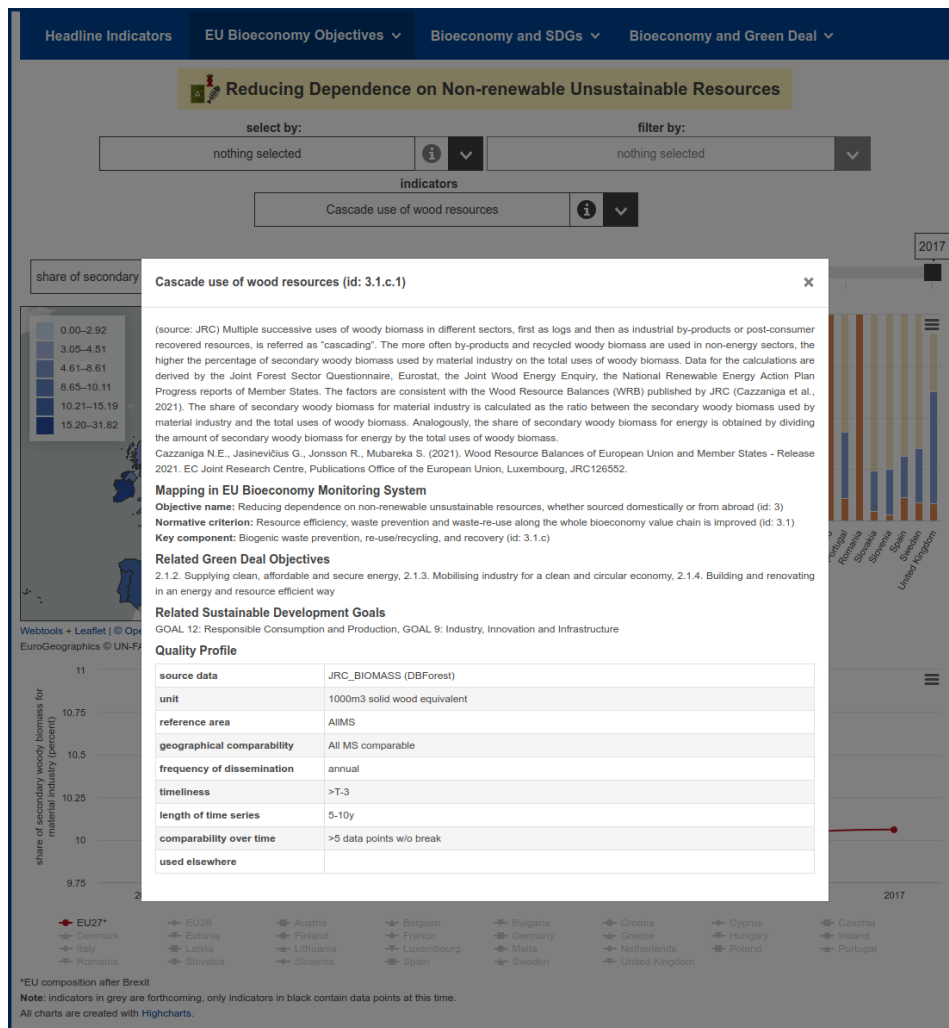 Headline Indicators EU Bioeconomy Objectives Bioeconomy and SDGs Bioeconomy and Green Deal
Reducing Dependence on Non-renewable Unsustainable Resources
select by: filter by:
nothing selected nothing selected
indicators
Cascade use of wood resources
2017
share of secondary
Cascade use of wood resources (id: 3.1.c.1) ×
0.00–2.92
3.05–4.51
4.61–8.61
8.65–10.11
10.21–15.19
15.20–31.82
(source: JRC) Multiple successive uses of woody biomass in different sectors, first as logs and then as industrial by-products or post-consumer
recovered resources, is referred as "cascading". The more often by-products and recycled woody biomass are used in non-energy sectors, the
higher the percentage of secondary woody biomass used by material industry on the total uses of woody biomass. Data for the calculations are
derived by the Joint Forest Sector Questionnaire, Eurostat, the Joint Wood Energy Enquiry, the National Renewable Energy Action Plan
Progress reports of Member States. The factors are consistent with the Wood Resource Balances (WRB) published by JRC (Cazzaniga et al.,
2021). The share of secondary woody biomass for material industry is calculated as the ratio between the secondary woody biomass used by
material industry and the total uses of woody biomass. Analogously, the share of secondary woody biomass for energy is obtained by dividing
the amount of secondary woody biomass for energy by the total uses of woody biomass.
Cazzaniga N.E., Jasinevičius G., Jonsson R., Mubareka S. (2021). Wood Resource Balances of European Union and Member States - Release
2021. EC Joint Research Centre, Publications Office of the European Union, Luxembourg, JRC126552.
Mapping in EU Bioeconomy Monitoring System
Objective name: Reducing dependence on non-renewable unsustainable resources, whether sourced domestically or from abroad (id: 3)
Normative criterion: Resource efficiency, waste prevention and waste-re-use along the whole bioeconomy value chain is improved (id: 3.1)
Key component: Biogenic waste prevention, re-use/recycling, and recovery (id: 3.1.c)
Portugal
Romania
Slovakia
Slovenia
Spain
Sweden
United Kingdom
Related Green Deal Objectives
2.1.2. Supplying clean, affordable and secure energy, 2.1.3. Mobilising industry for a clean and circular economy, 2.1.4. Building and renovating
in an energy and resource efficient way
Related Sustainable Development Goals
GOAL 12: Responsible Consumption and Production, GOAL 9: Industry, Innovation and Infrastructure
Webtools + Leaflet | © Ope
EuroGeographics © UN-FA
Quality Profile
source data JRC_BIOMASS (DBForest)
unit 1000m3 solid wood equivalent
reference area AllMS
geographical comparability All MS comparable
frequency of dissemination annual
timeliness >T-3
length of time series 5-10y
comparability over time >5 data points w/o break
used elsewhere
share of secondary woody biomass for
material industry (percent)
11
10.75
10.5
10.25
10
9.75
2017
EU27* EU28 Austria Belgium Bulgaria Croatia Cyprus Czechia
Denmark Estonia Finland France Germany Greece Hungary Ireland
Italy Latvia Lithuania Luxembourg Malta Netherlands Poland Portugal
Romania Slovakia Slovenia Spain Sweden United Kingdom
*EU composition after Brexit
Note: indicators in grey are forthcoming, only indicators in black contain data points at this time.
All charts are created with Highcharts.